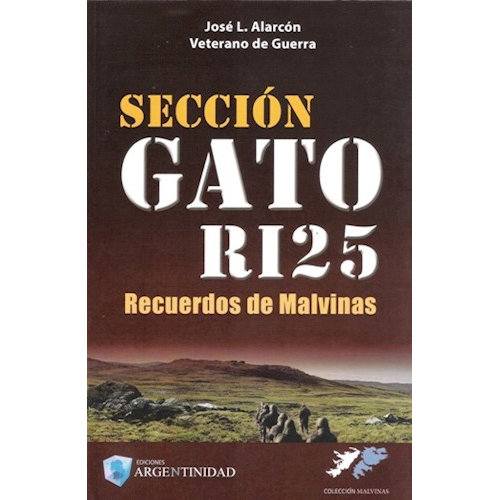 José L. Alarcón
Veterano de Guerra
SECCIÓN
GATO
RI25
Recuerdos de Malvinas
EDICIONES
ARGENTINIDAD
COLECCIÓN MALVINAS